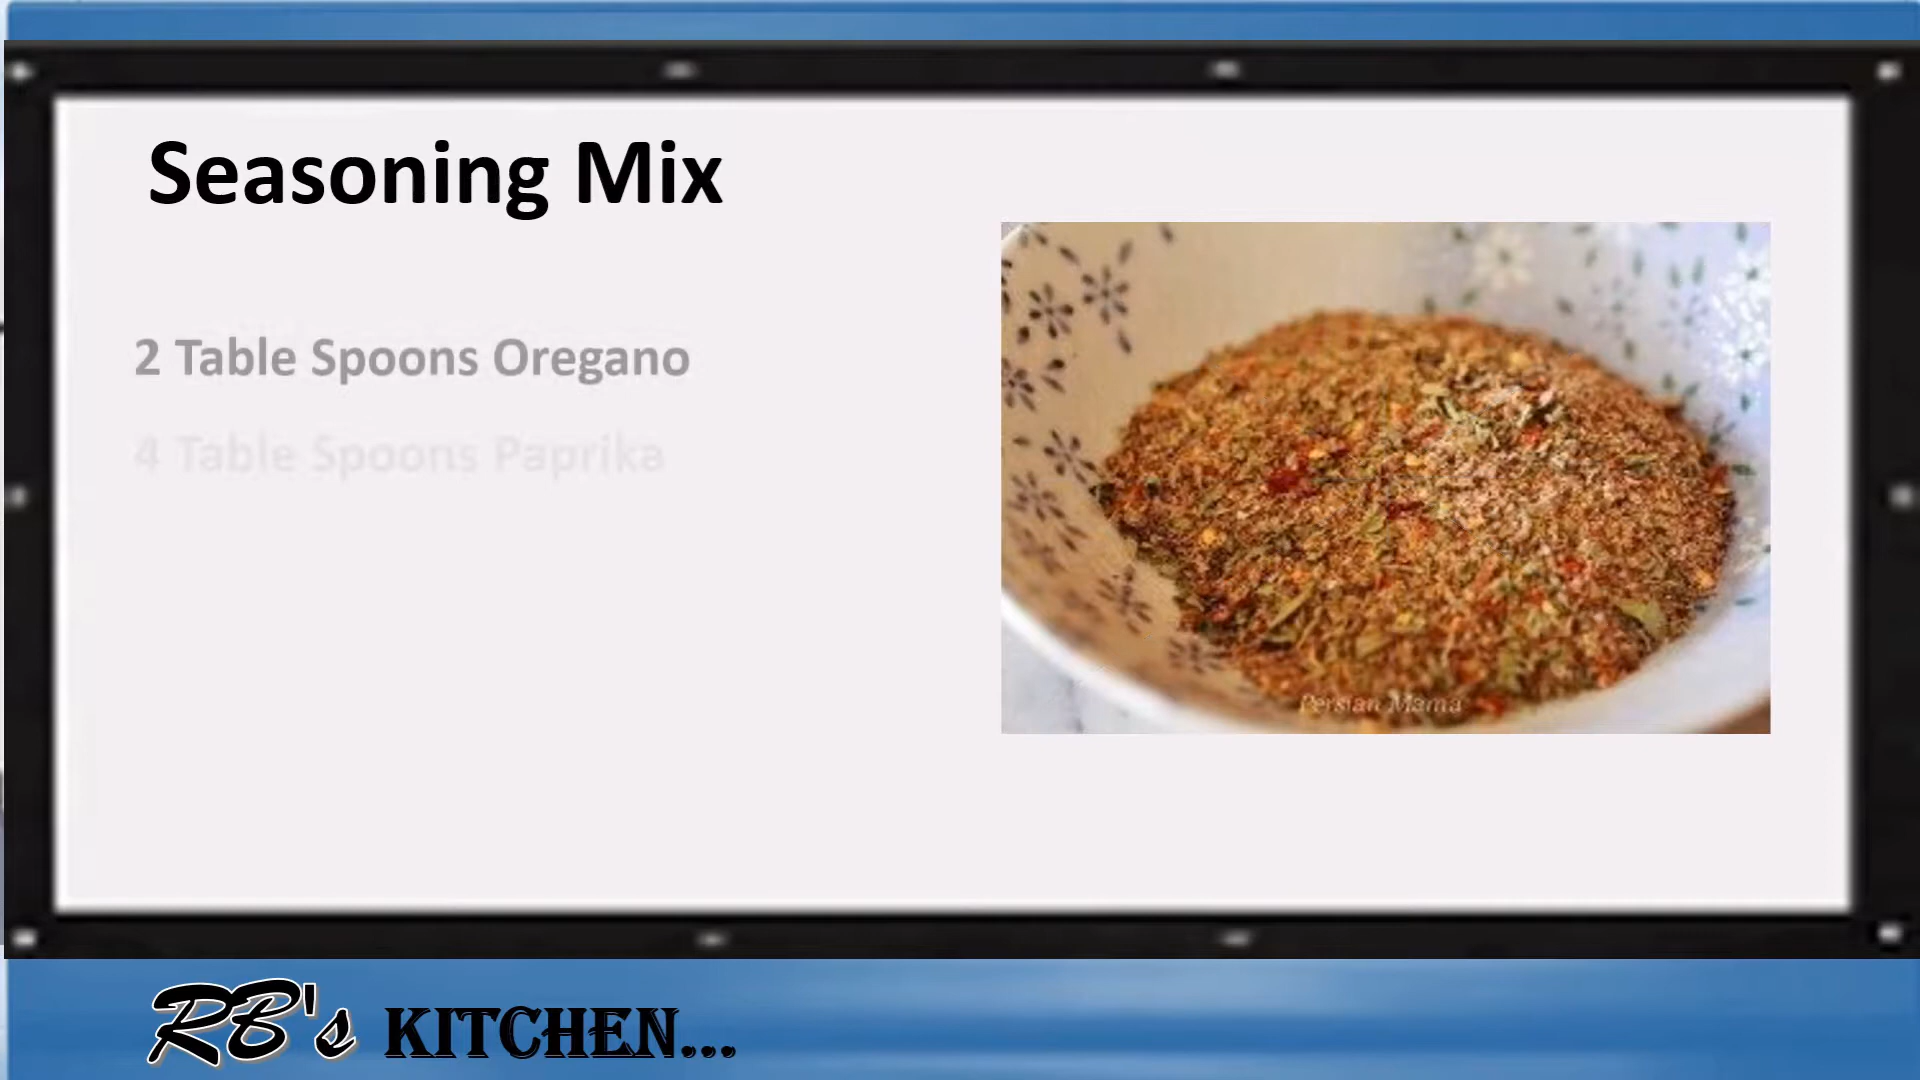 Seasoning Mix
2 Table Spoons Oregano
4 Table Spoons Paprika
Persian Mama
RB's KITCHEN...